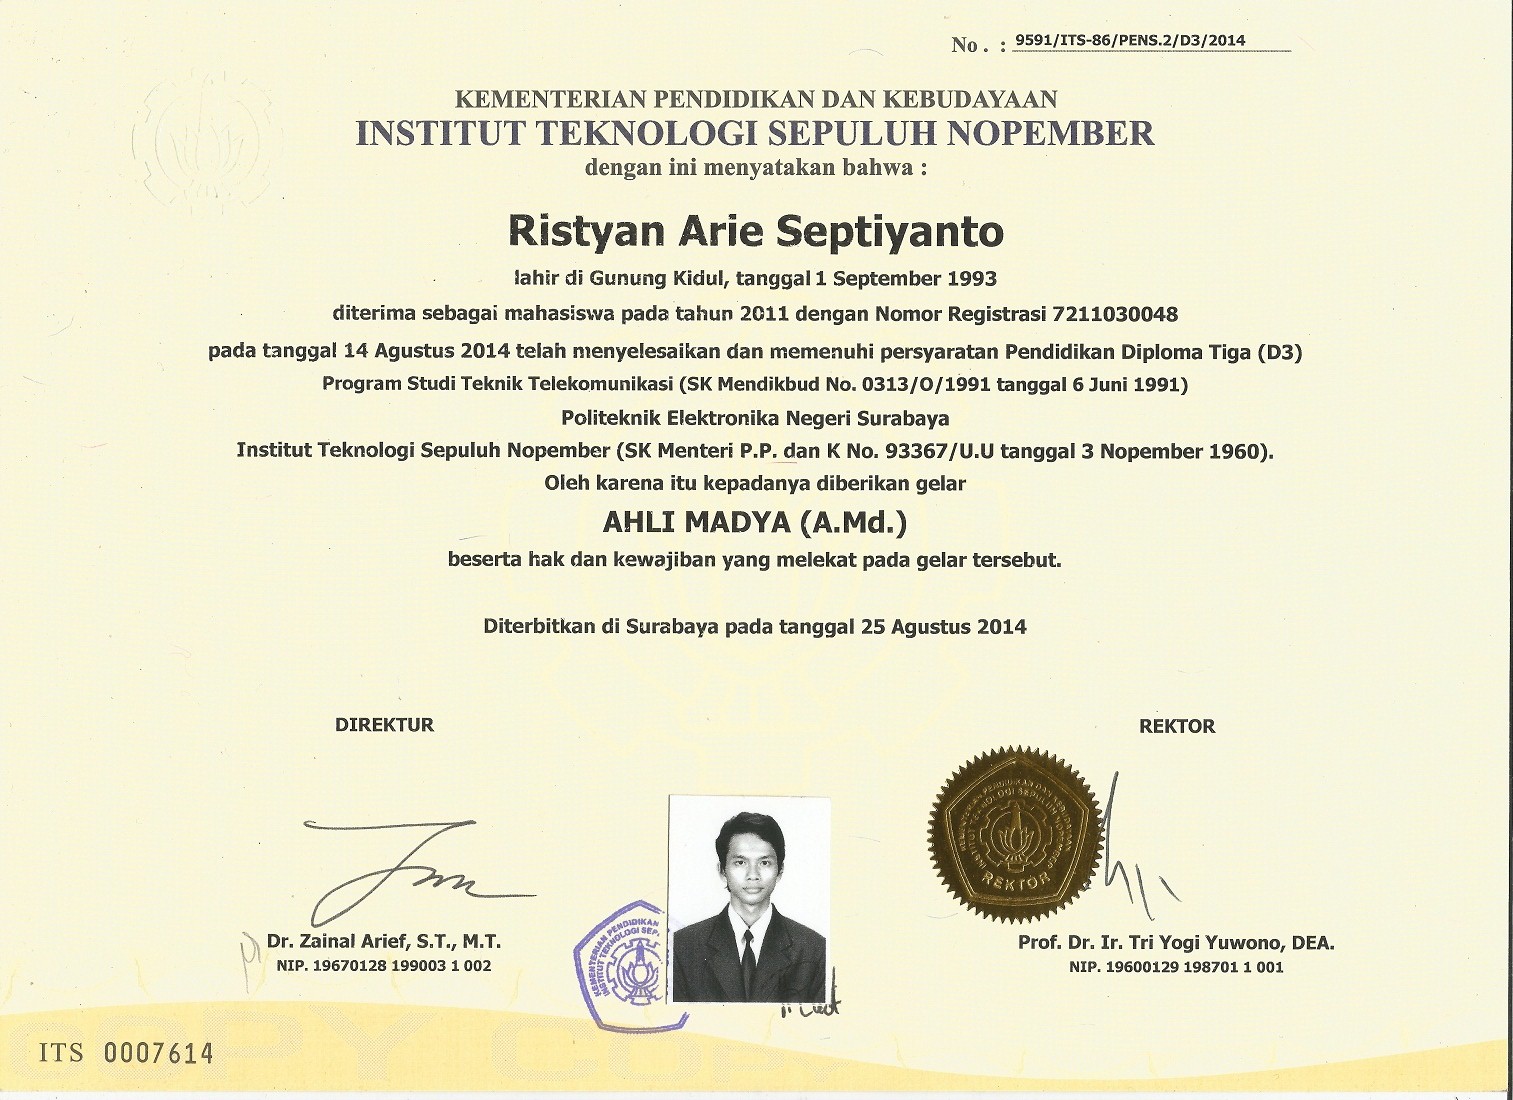 No. : 9591/ITS-86/PENS.2/D3/2014
KEMENTERIAN PENDIDIKAN DAN KEBUDAYAAN
INSTITUT TEKNOLOGI SEPULUH NOPEMBER
dengan ini menyatakan bahwa :
Ristyan Arie Septiyanto
lahir di Gunung Kidul, tanggal 1 September 1993
diterima sebagai mahasiswa pada tahun 2011 dengan Nomor Registrasi 7211030048
pada tanggal 14 Agustus 2014 telah menyelesaikan dan memenuhi persyaratan Pendidikan Diploma Tiga (D3)
Program Studi Teknik Telekomunikasi (SK Mendikbud No. 0313/O/1991 tanggal 6 Juni 1991)
Politeknik Elektronika Negeri Surabaya
Institut Teknologi Sepuluh Nopember (SK Menteri P.P. dan K No. 93367/U.U tanggal 3 Nopember 1960).
Oleh karena itu kepadanya diberikan gelar
AHLI MADYA (A.Md.)
beserta hak dan kewajiban yang melekat pada gelar tersebut.
Diterbitkan di Surabaya pada tanggal 25 Agustus 2014
DIREKTUR
REKTOR
KEMENTERIAN PENDIDIKAN DAN KEBUDAYAAN
INSTITUT TEKNOLOGI SEPULUH NOPEMBER
REKTOR
KEMENTERIAN PENDIDIKAN
INSTITUT TEKNOLOGI SEP
Dr. Zainal Arief, S.T., M.T.
Prof. Dr. Ir. Tri Yogi Yuwono, DEA.
NIP. 19670128 199003 1 002
NIP. 19600129 198701 1 001
COPY COPY
ITS 0007614